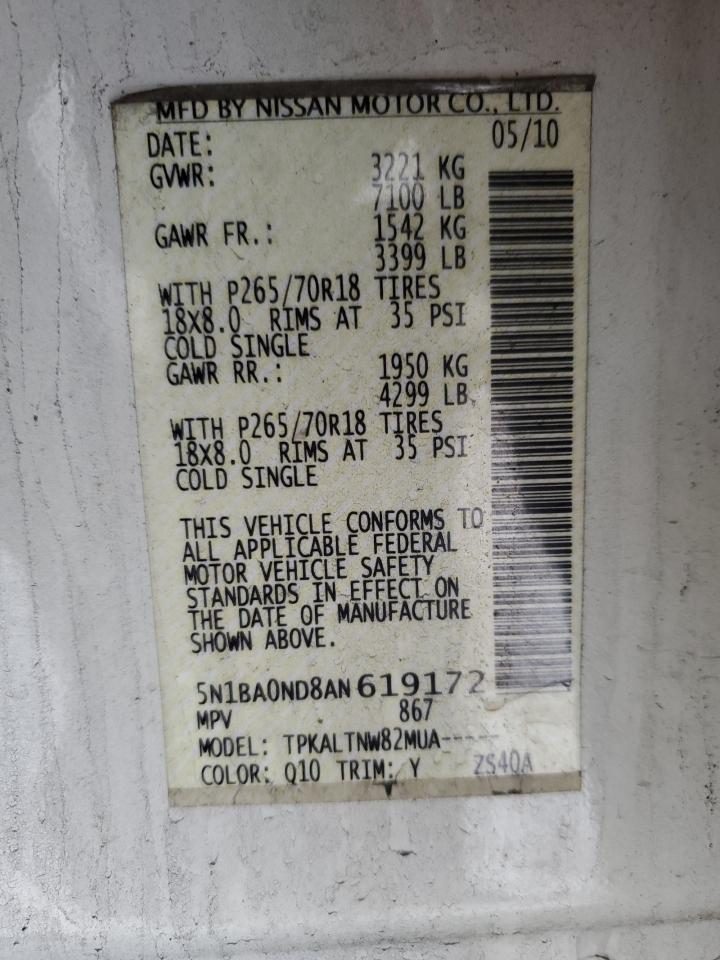 MFD BY NISSAN MOTOR CO., LTD.
DATE: 05/10
GVWR: 3221 KG
7100 LB
GAWR FR.: 1542 KG
3399 LB
WITH P265/70R18 TIRES
18X8.0 RIMS AT 35 PSI
COLD SINGLE
GAWR RR.: 1950 KG
4299 LB
WITH P265/70R18 TIRES
18X8.0 RIMS AT 35 PSI
COLD SINGLE
THIS VEHICLE CONFORMS TO
ALL APPLICABLE FEDERAL
MOTOR VEHICLE SAFETY
STANDARDS IN EFFECT ON
THE DATE OF MANUFACTURE
SHOWN ABOVE.
5N1BA0ND8AN619172
MPV 867
MODEL: TPKALTNW82MUA-----
COLOR: Q10 TRIM: Y ZS4QA